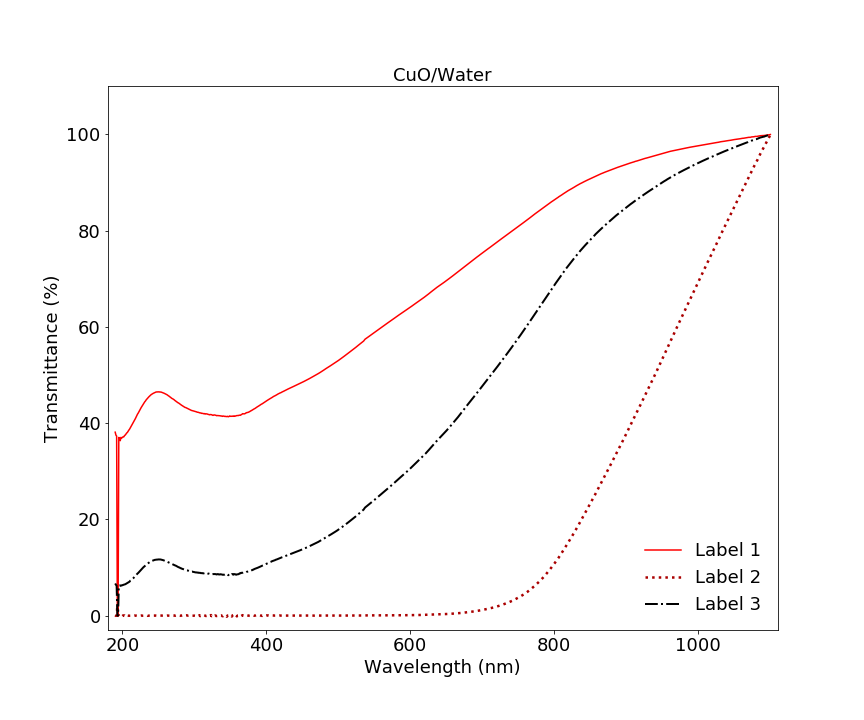 CuO/Water
Transmittance (%)
100
80
60
40
20
0
Label 1
Label 2
Label 3
200 400 600 800 1000
Wavelength (nm)